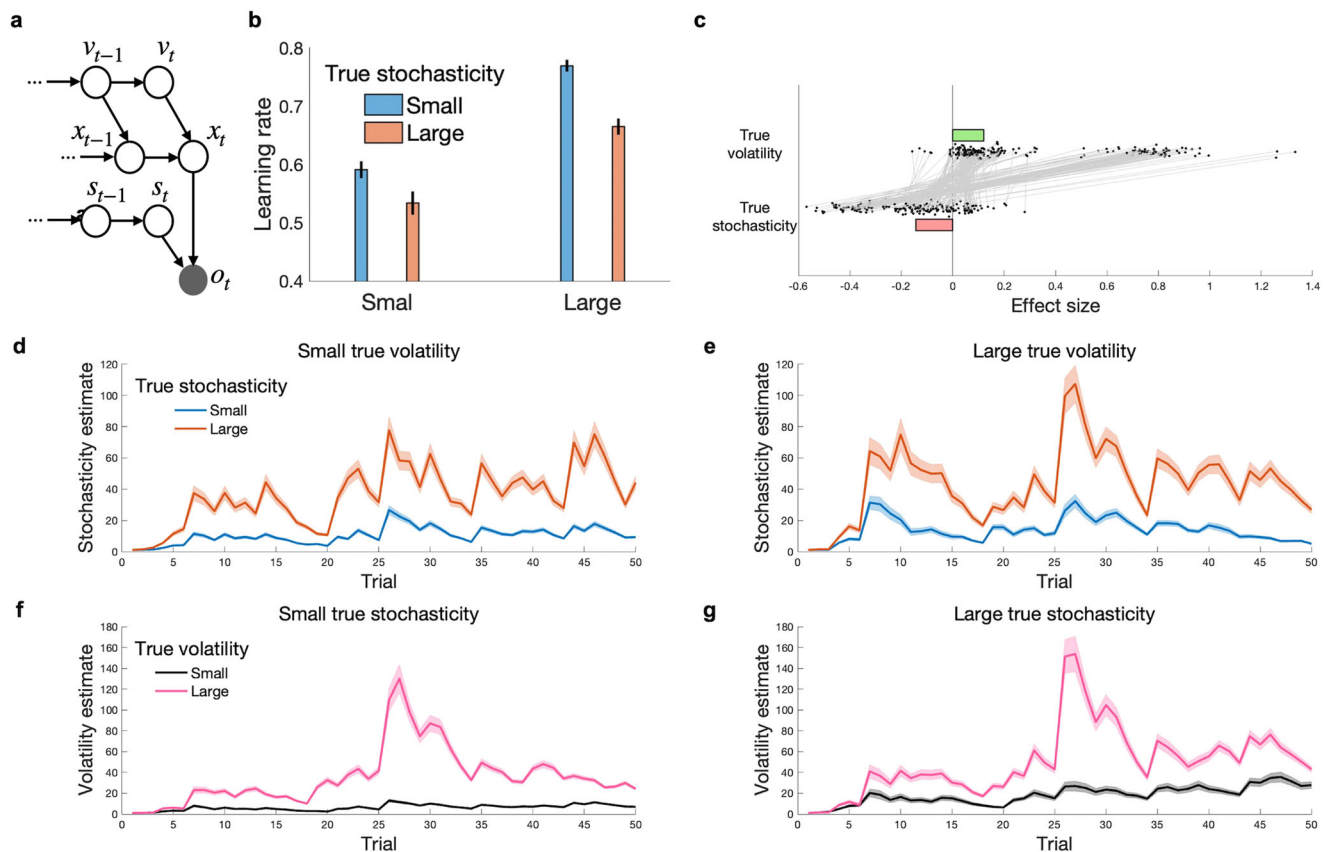 a
v_{t-1} v_t
...
x_{t-1} x_t
...
s_{t-1} s_t
...
o_t
b
0.8
0.7
0.6
0.5
0.4
Learning rate
True stochasticity
Small
Large
Smal Large
c
True
volatility
True
stochasticity
-0.6 -0.4 -0.2 0 0.2 0.4 0.6 0.8 1 1.2 1.4
Effect size
d
Small true volatility
120
100
80
60
40
20
0
Stochasticity estimate
True stochasticity
Small
Large
0 5 10 15 20 25 30 35 40 45 50
Trial
e
Large true volatility
120
100
80
60
40
20
0
Stochasticity estimate
0 5 10 15 20 25 30 35 40 45 50
Trial
f
Small true stochasticity
180
160
140
120
100
80
60
40
20
0
Volatility estimate
True volatility
Small
Large
0 5 10 15 20 25 30 35 40 45 50
Trial
g
Large true stochasticity
180
160
140
120
100
80
60
40
20
0
Volatility estimate
0 5 10 15 20 25 30 35 40 45 50
Trial